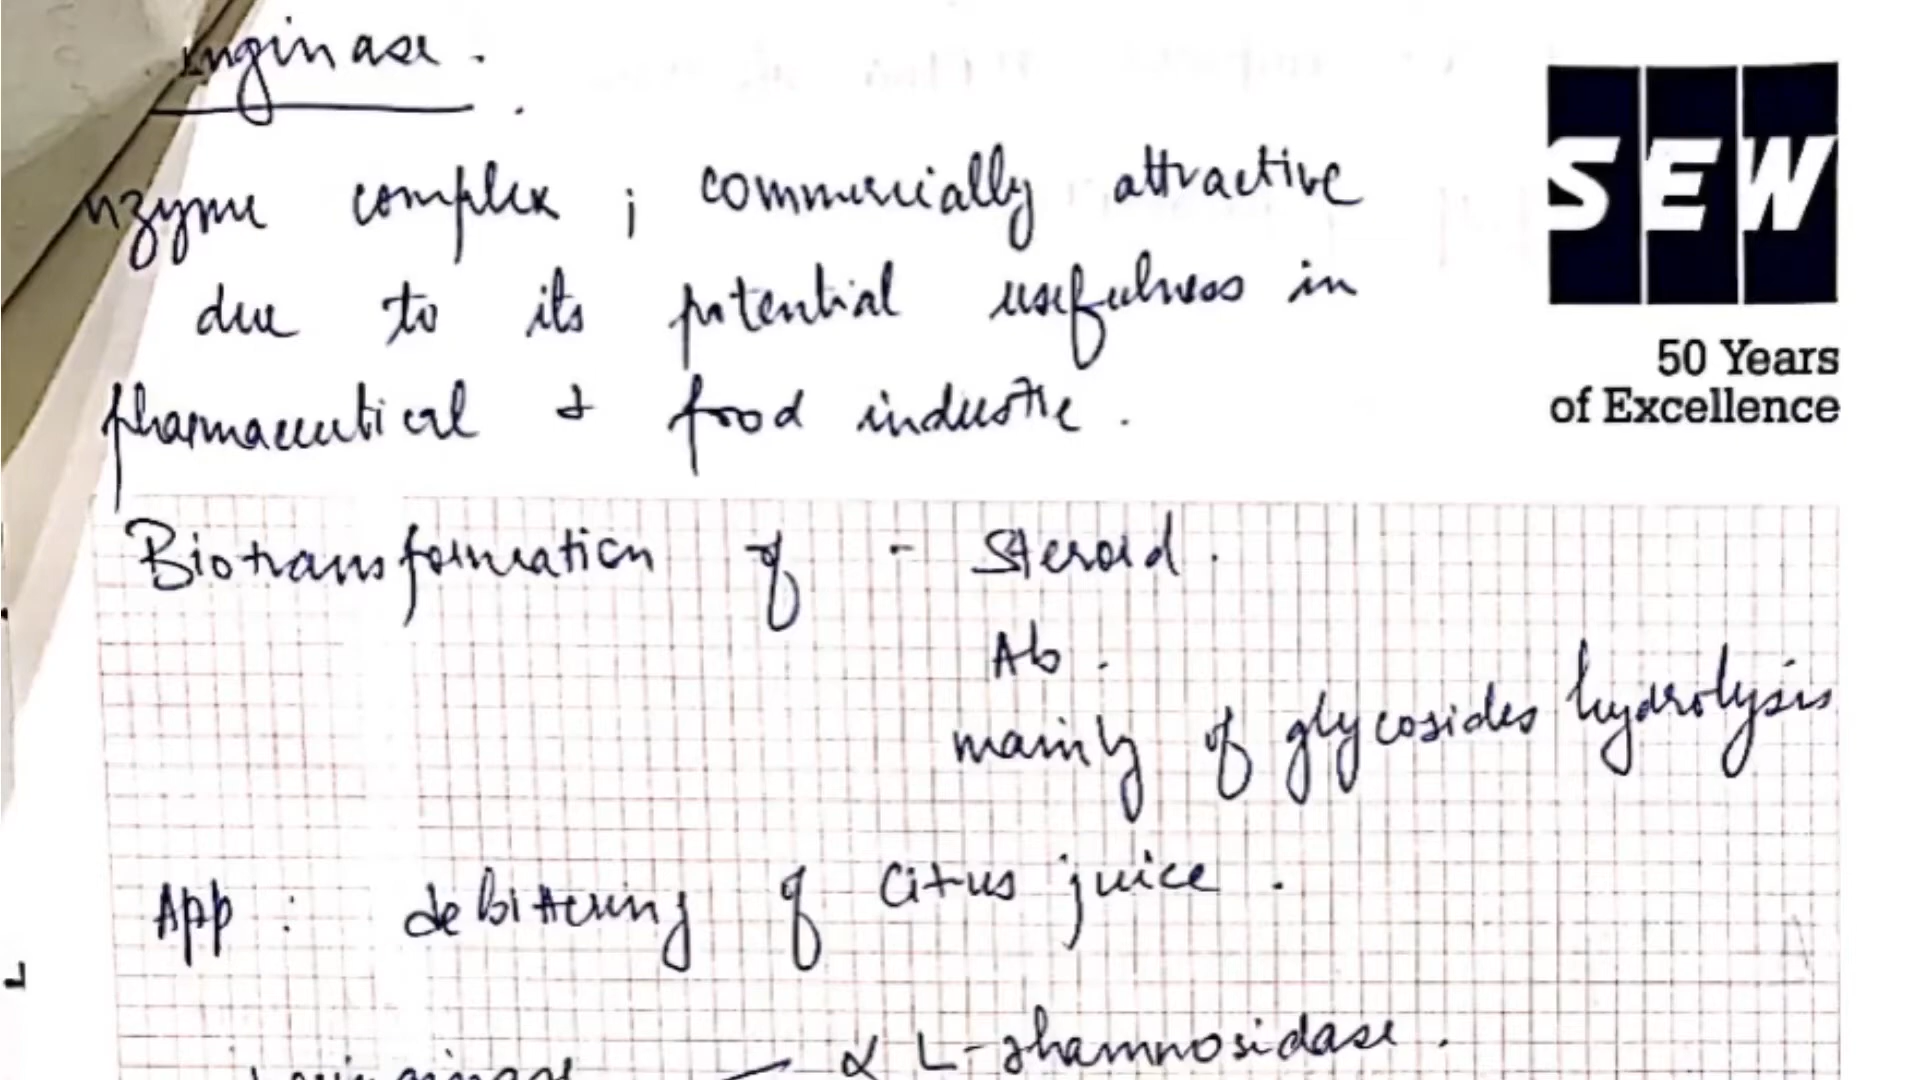 enginase.
nzyme complex ; commercially attractive
due to its potential usefulness in
pharmaceutical & food industrie.
SEW
50 Years
of Excellence
Biotransformation of - Steroid.
Ab.
mainly of glycosides hydrolysis
App : debittering of Citrus juice.
α L-rhamnosidase.